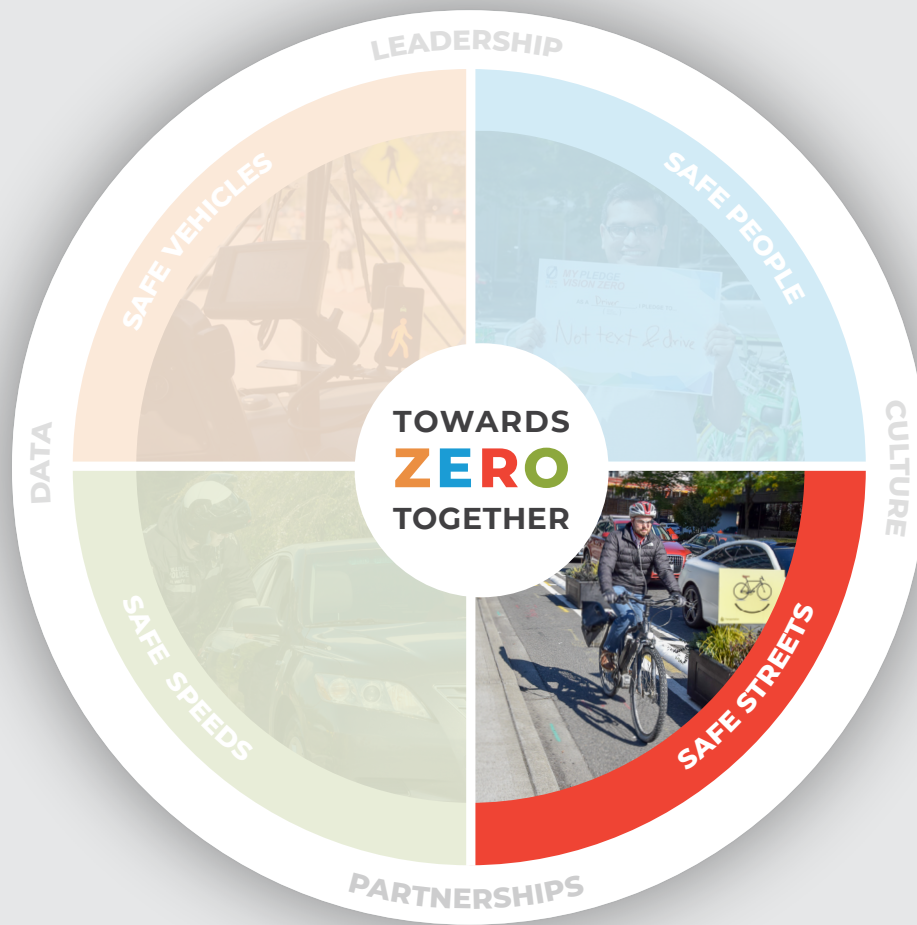 LEADERSHIP
SAFE VEHICLES
SAFE PEOPLE
MY PLEDGE
VISION ZERO
Not text & drive
TOWARDS
ZERO
TOGETHER
DATA
CULTURE
SAFE SPEEDS
SAFE STREETS
PARTNERSHIPS